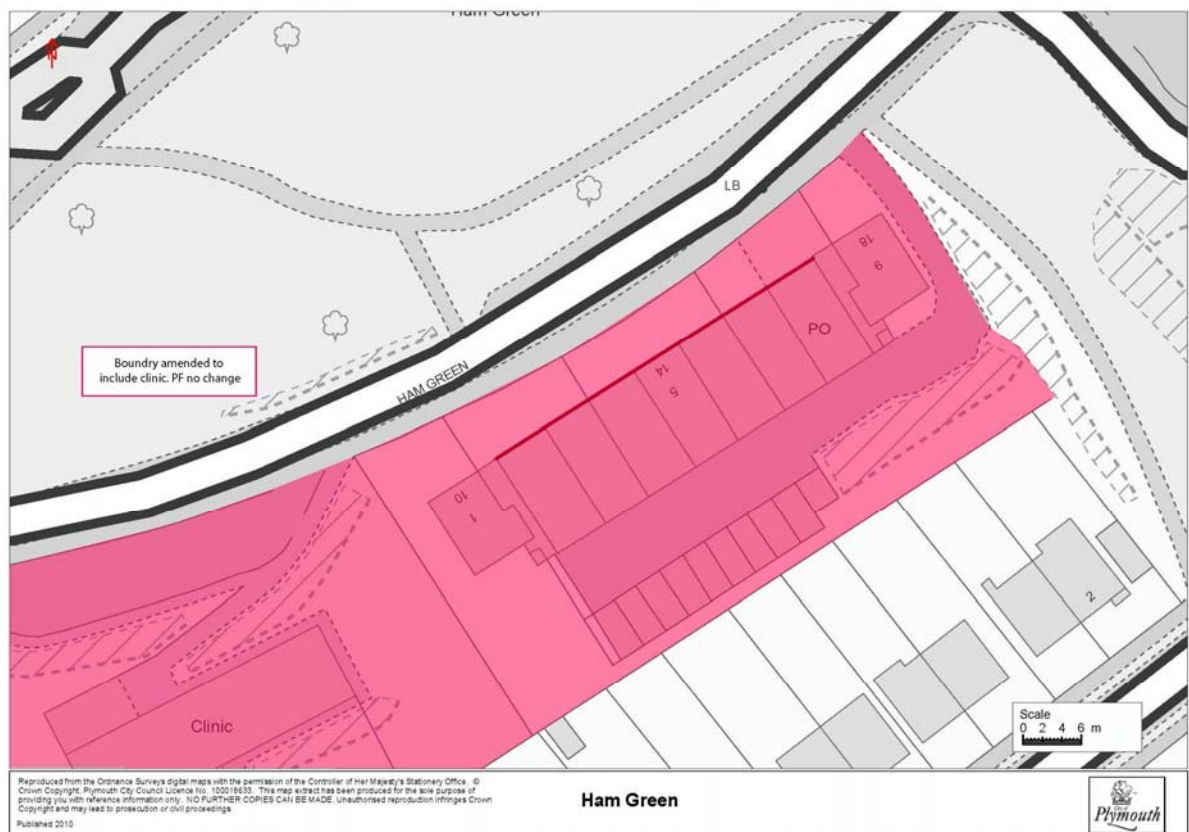 Ham Green
LB
18
9
PO
14
5
Boundry amended to
include clinic. PF no change
HAM GREEN
10
1
Clinic
2
Scale
0 2 4 6 m
Reproduced from the Ordnance Surveys digital maps with the permission of the Controller of Her Majesty's Stationery Office. ©
Crown Copyright. Plymouth City Council Licence No. 100018633. This map extract has been produced for the sole purpose of
providing you with reference information only. NO FURTHER COPIES CAN BE MADE. Unauthorised reproduction infringes Crown
Copyright and may lead to prosecution or civil proceedings.
Published 2010
Ham Green
City of
Plymouth